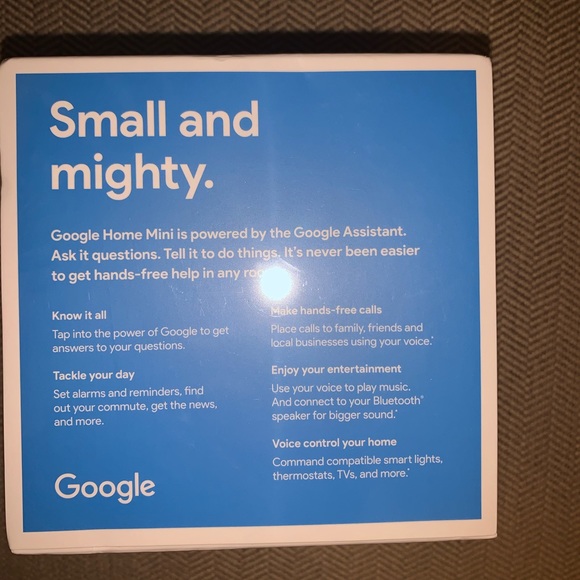 Small and
mighty.
Google Home Mini is powered by the Google Assistant.
Ask it questions. Tell it to do things. It's never been easier
to get hands-free help in any
Know it all
Tap into the power of Google to get
answers to your questions.
Tackle your day
Set alarms and reminders, find
out your commute, get the news,
and more.
Make hands-free calls
Place calls to family, friends and
local businesses using your voice.*
Enjoy your entertainment
Use your voice to play music.
And connect to your Bluetooth®
speaker for bigger sound.*
Voice control your home
Command compatible smart lights,
thermostats, TVs, and more.*
Google